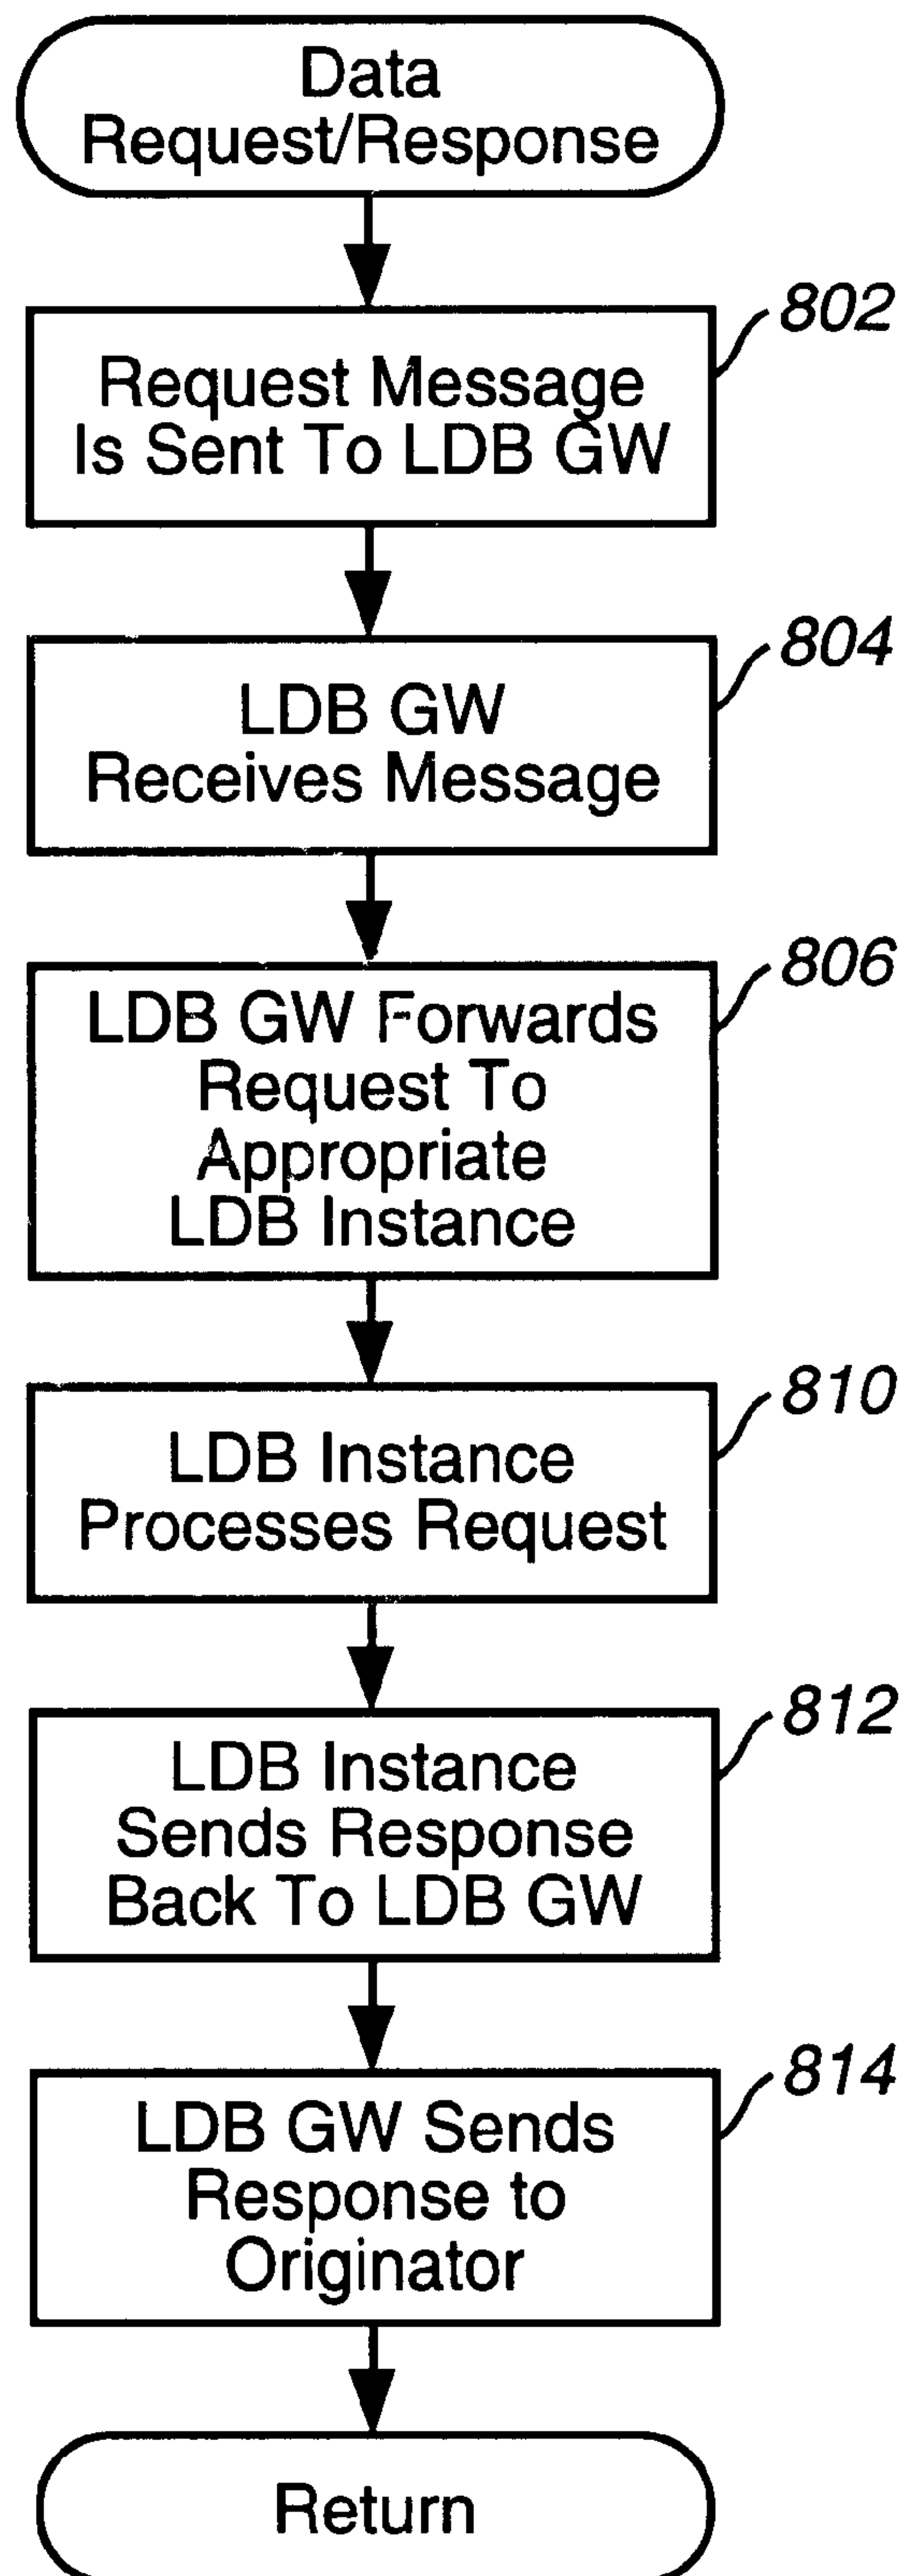 Data
Request/Response
802
Request Message
Is Sent To LDB GW
804
LDB GW
Receives Message
806
LDB GW Forwards
Request To
Appropriate
LDB Instance
810
LDB Instance
Processes Request
812
LDB Instance
Sends Response
Back To LDB GW
814
LDB GW Sends
Response to
Originator
Return